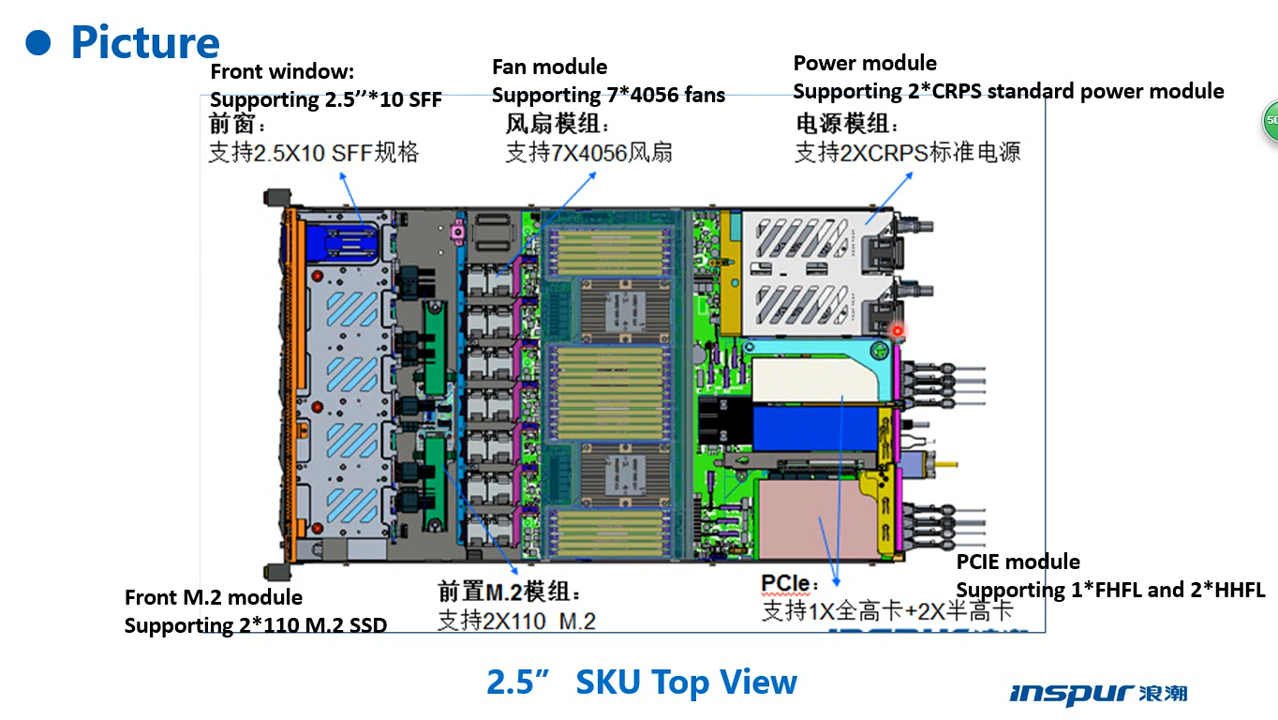 ● Picture
Front window:
Supporting 2.5’’*10 SFF
前窗：
支持2.5X10 SFF规格
Fan module
Supporting 7*4056 fans
风扇模组：
支持7X4056风扇
Power module
Supporting 2*CRPS standard power module
电源模组：
支持2XCRPS标准电源
50
Front M.2 module
Supporting 2*110 M.2 SSD
前置M.2模组：
支持2X110 M.2
PCIe：
支持1X全高卡+2X半高卡
PCIE module
Supporting 1*FHFL and 2*HHFL
inspur 浪潮
2.5” SKU Top View
inspur 浪潮